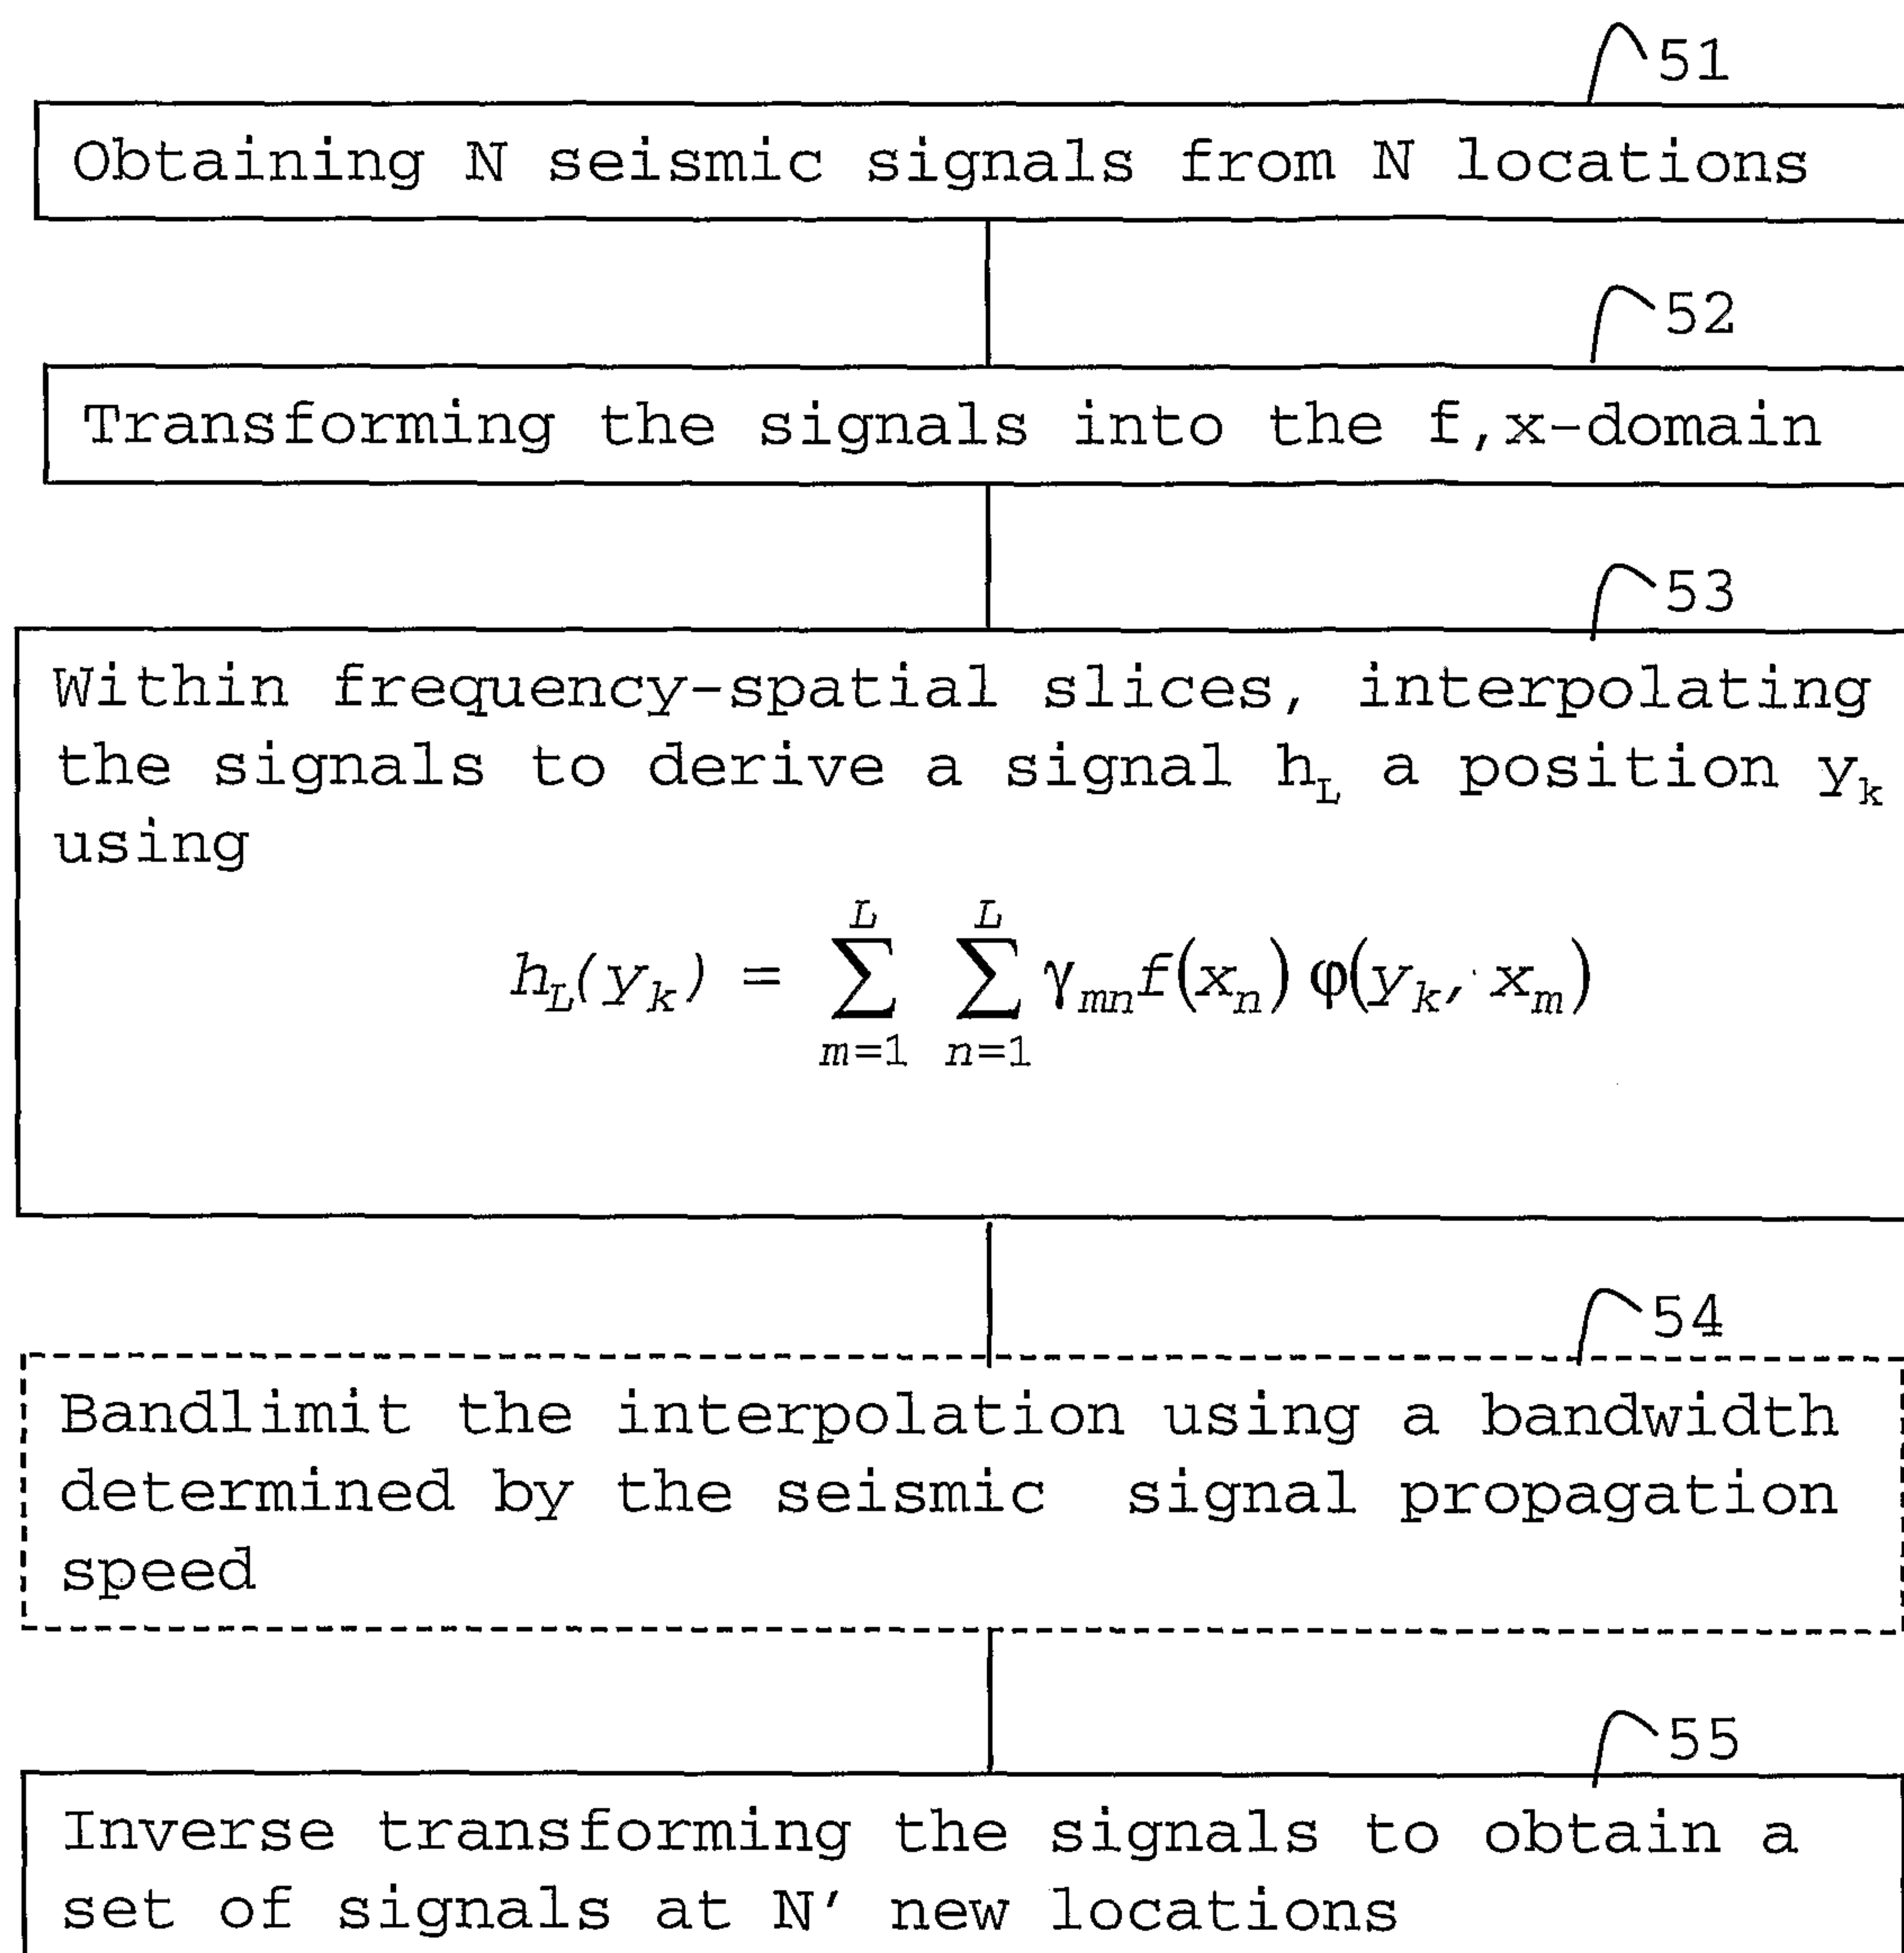 51
Obtaining N seismic signals from N locations
52
Transforming the signals into the f,x-domain
53
Within frequency-spatial slices, interpolating
the signals to derive a signal h_L a position y_k
using
h_L(y_k) = \sum_{m=1}^{L} \sum_{n=1}^{L} γ_{mn} f(x_n) φ(y_k, x_m)
54
Bandlimit the interpolation using a bandwidth
determined by the seismic signal propagation
speed
55
Inverse transforming the signals to obtain a
set of signals at N' new locations